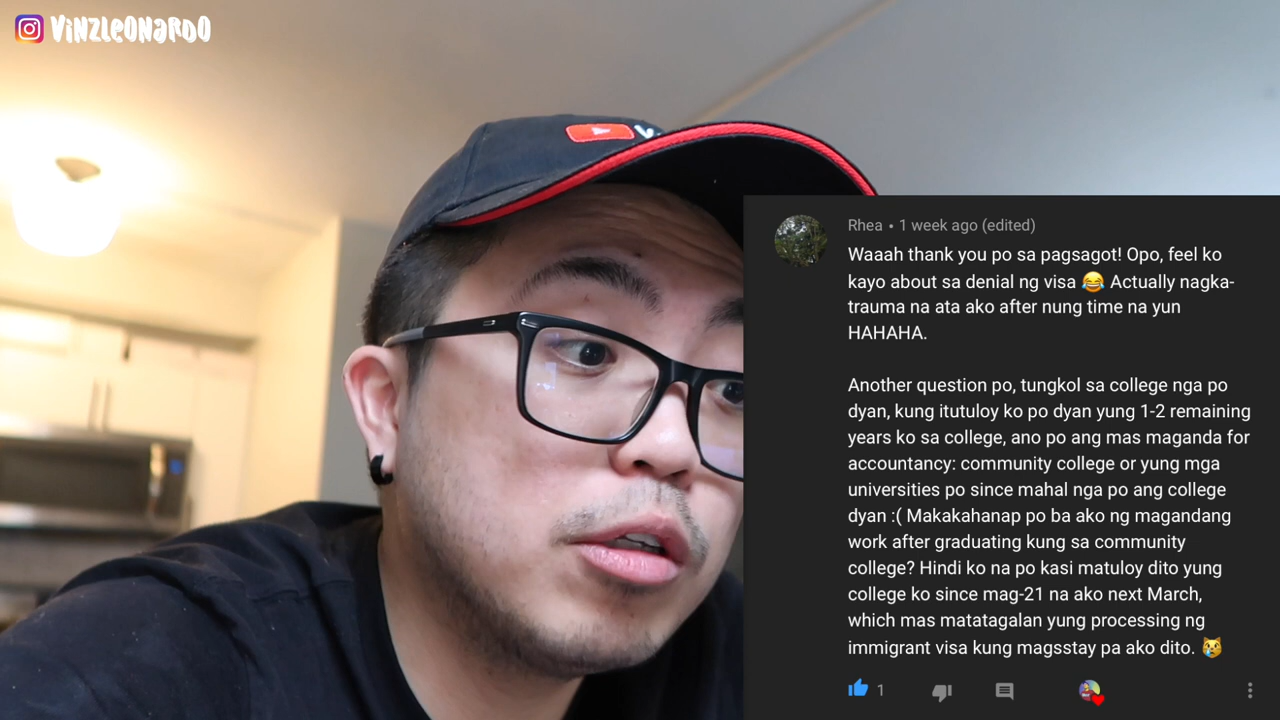 VinzLeonardo
Rhea • 1 week ago (edited)
Waaah thank you po sa pagsagot! Opo, feel ko
kayo about sa denial ng visa 😂 Actually nagka-
trauma na ata ako after nung time na yun
HAHAHA.
Another question po, tungkol sa college nga po
dyan, kung itutuloy ko po dyan yung 1-2 remaining
years ko sa college, ano po ang mas maganda for
accountancy: community college or yung mga
universities po since mahal nga po ang college
dyan :( Makakahanap po ba ako ng magandang
work after graduating kung sa community
college? Hindi ko na po kasi matuloy dito yung
college ko since mag-21 na ako next March,
which mas matatagalan yung processing ng
immigrant visa kung magsstay pa ako dito. 😿
1